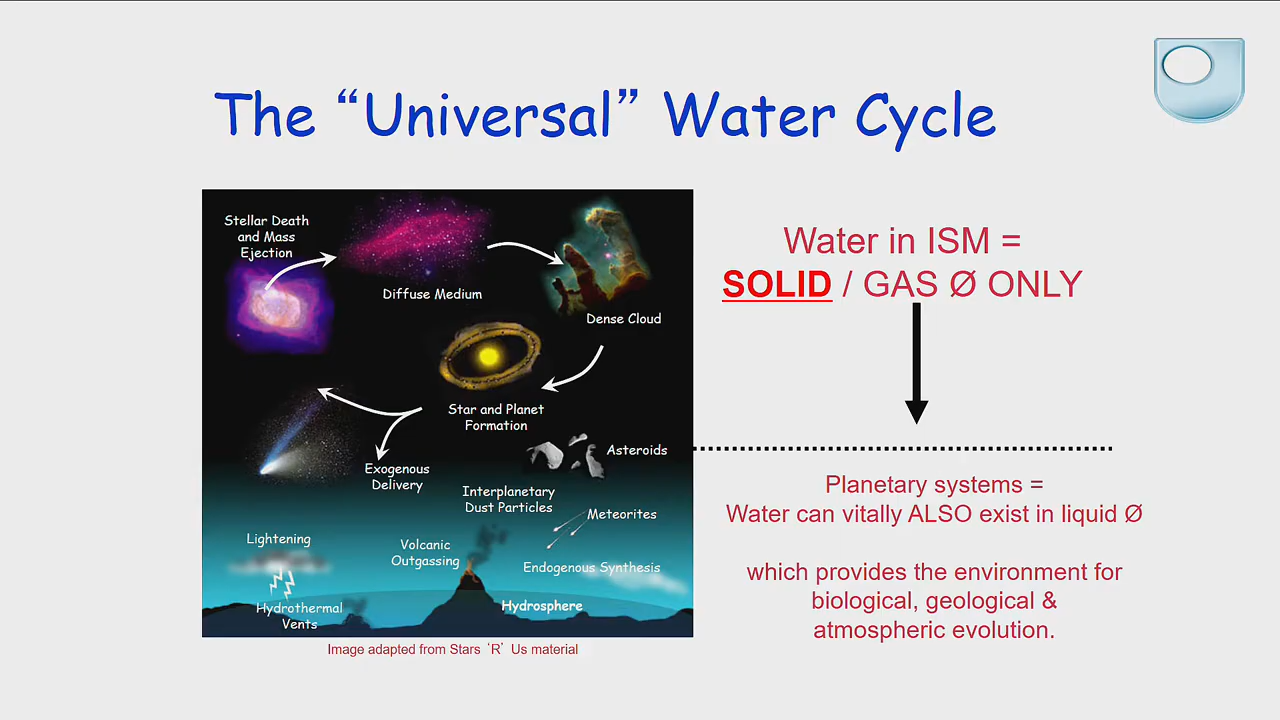 The “Universal” Water Cycle
Stellar Death
and Mass
Ejection
Diffuse Medium
Dense Cloud
Star and Planet
Formation
Asteroids
Exogenous
Delivery
Interplanetary
Dust Particles
Meteorites
Lightening
Volcanic
Outgassing
Endogenous Synthesis
Hydrothermal
Vents
Hydrosphere
Image adapted from Stars ‘R’ Us material
Water in ISM =
SOLID / GAS Ø ONLY
Planetary systems =
Water can vitally ALSO exist in liquid Ø
which provides the environment for
biological, geological &
atmospheric evolution.